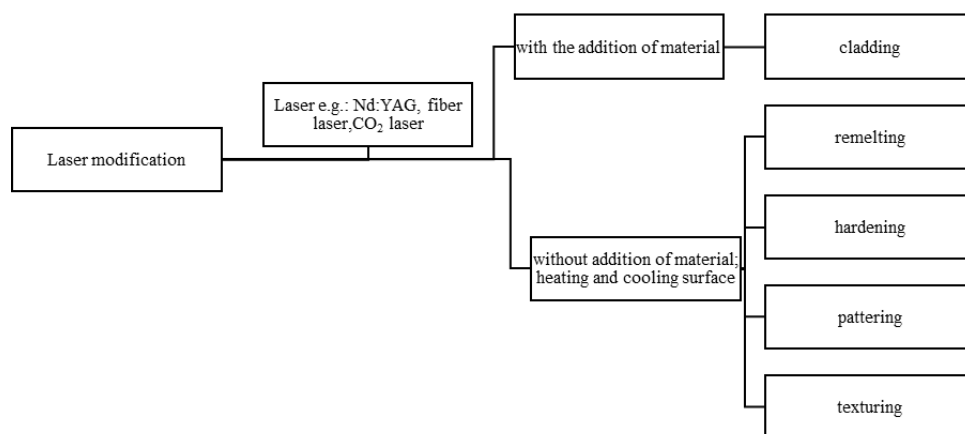 Laser modification
Laser e.g.: Nd:YAG, fiber
laser,CO₂ laser
with the addition of material
cladding
without addition of material;
heating and cooling surface
remelting
hardening
pattering
texturing